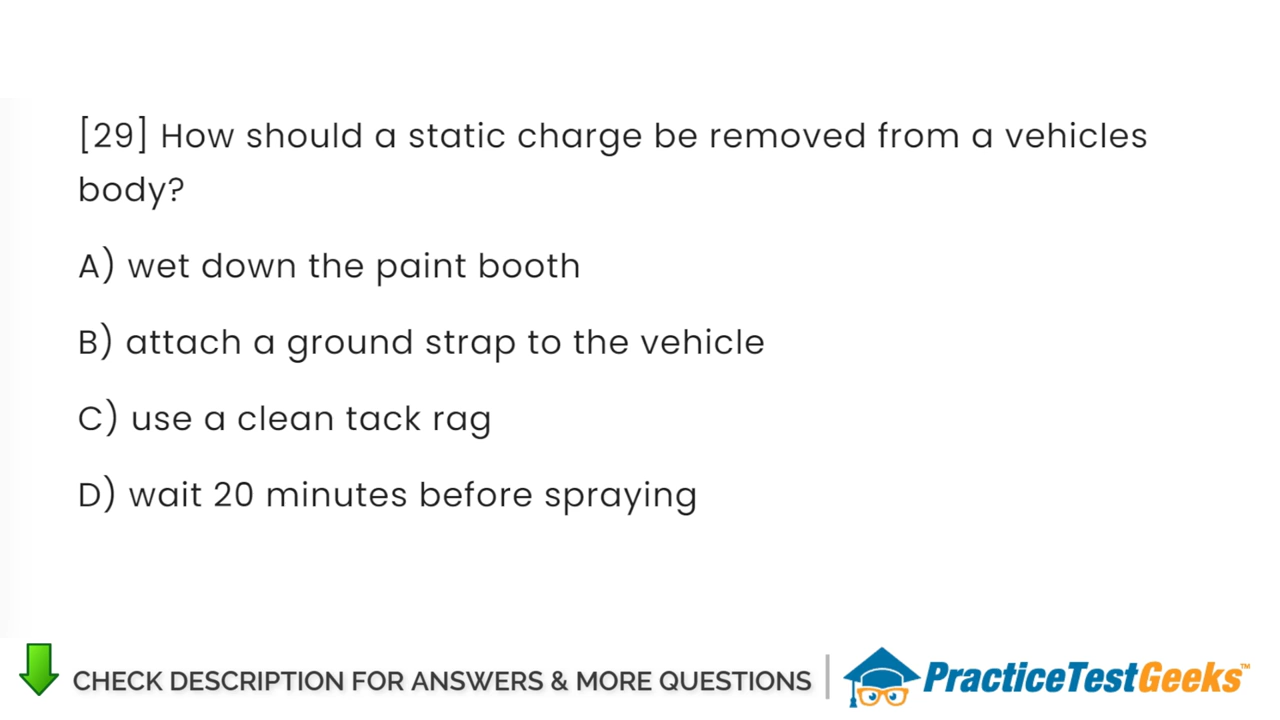 [29] How should a static charge be removed from a vehicles
body?
A) wet down the paint booth
B) attach a ground strap to the vehicle
C) use a clean tack rag
D) wait 20 minutes before spraying
CHECK DESCRIPTION FOR ANSWERS & MORE QUESTIONS
PracticeTestGeeks™